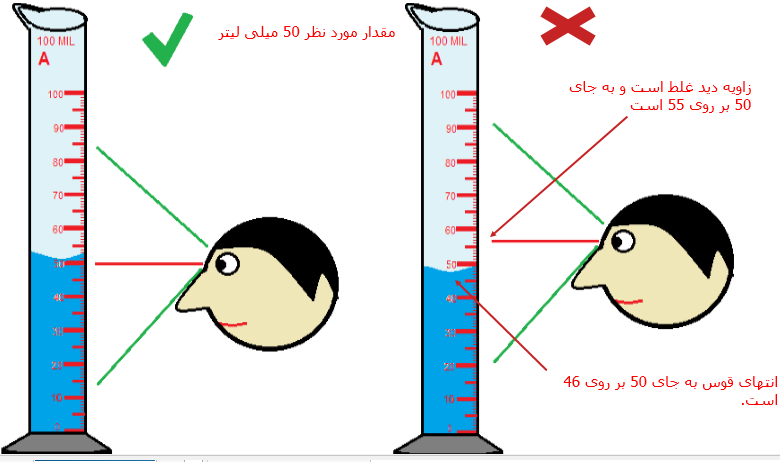 100 MIL
A
100
90
80
70
60
50
40
30
20
10
مقدار مورد نظر 50 میلی لیتر
100 MIL
A
100
90
80
70
60
50
40
30
20
10
زاویه دید غلط است و به جای
50 بر روی 55 است
انتهای قوس به جای 50 بر روی 46
است.